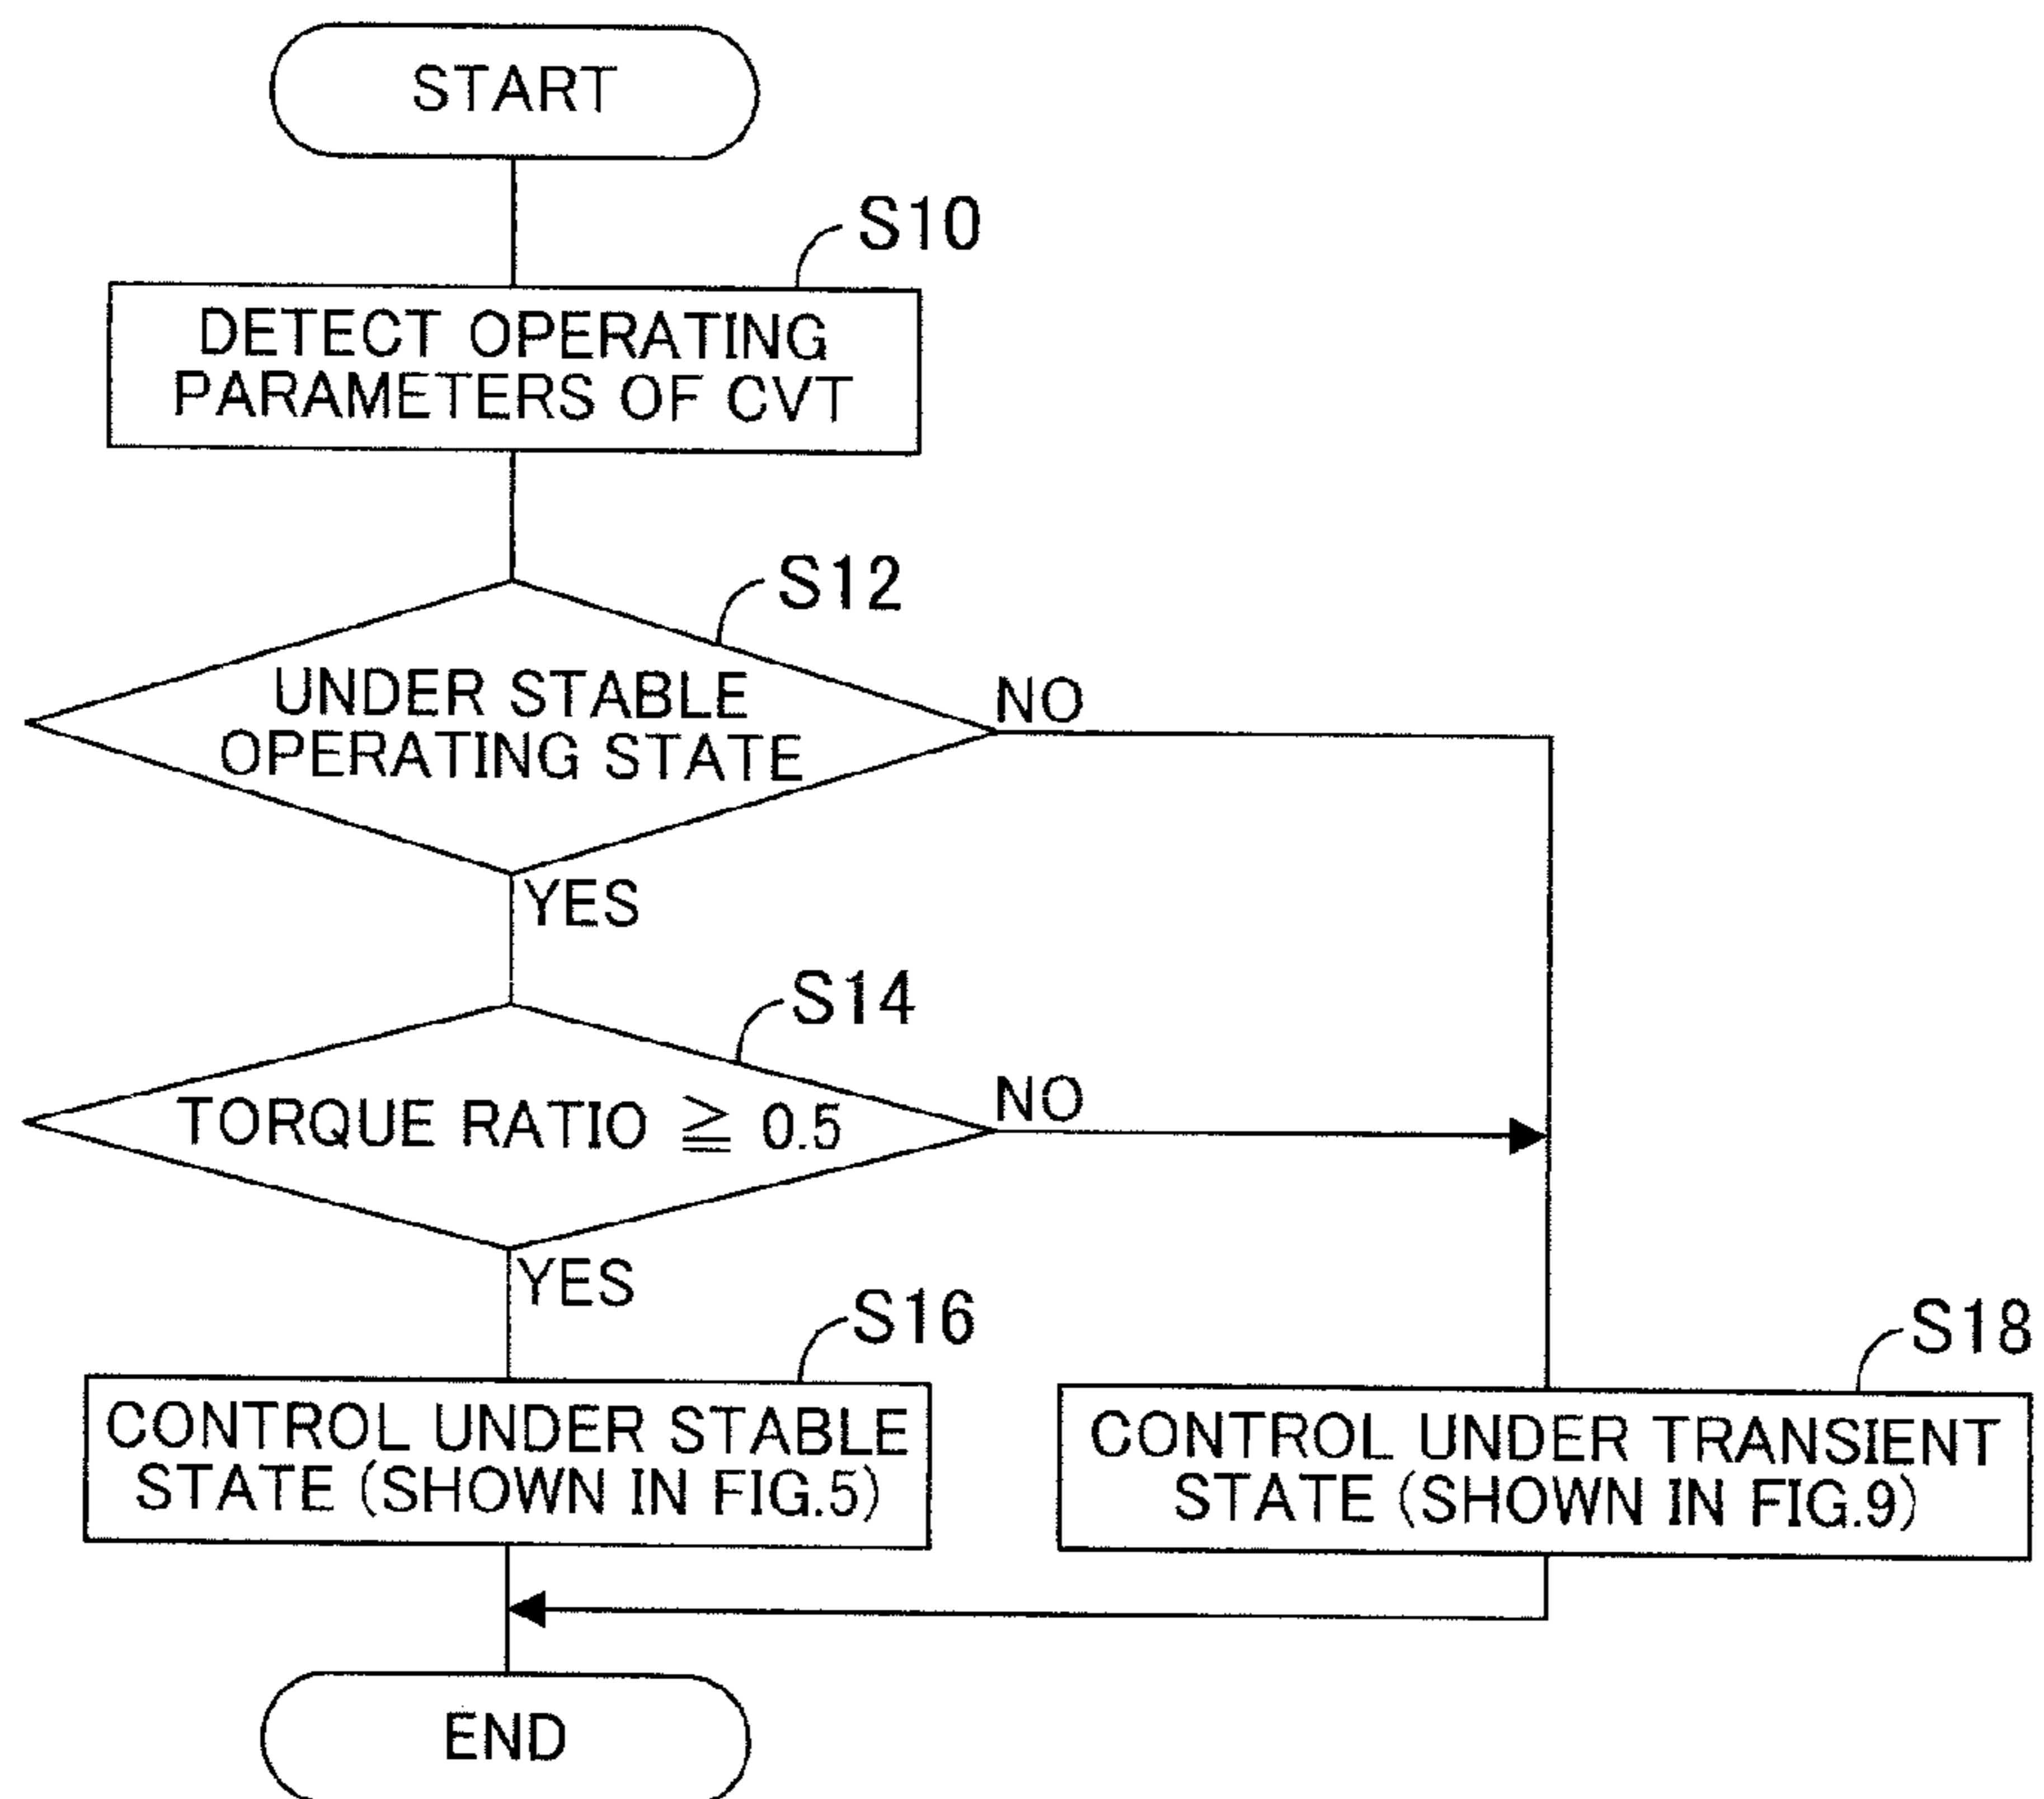 START
S10
DETECT OPERATING
PARAMETERS OF CVT
S12
UNDER STABLE
OPERATING STATE
NO
YES
S14
TORQUE RATIO ≧ 0.5
NO
YES
S16
CONTROL UNDER STABLE
STATE (SHOWN IN FIG.5)
S18
CONTROL UNDER TRANSIENT
STATE (SHOWN IN FIG.9)
END